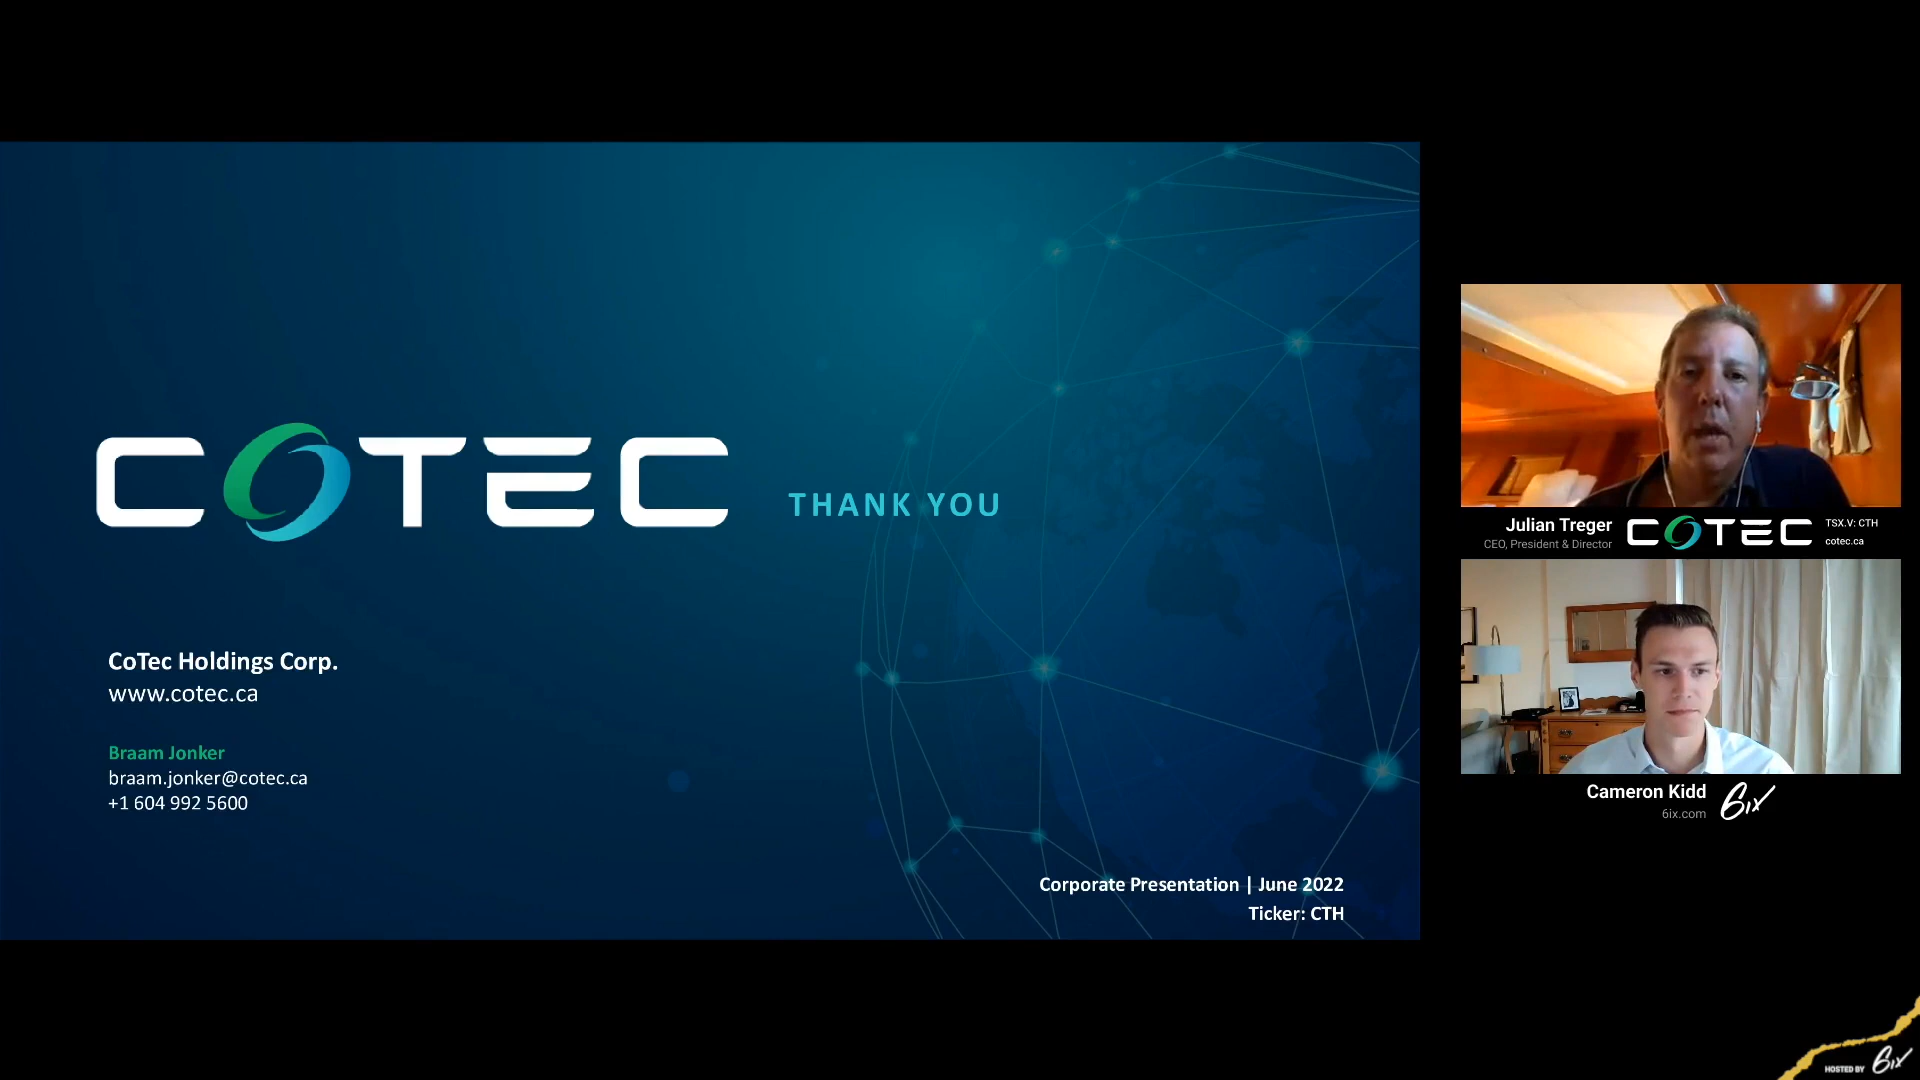 COTEC
THANK YOU
CoTec Holdings Corp.
www.cotec.ca
Braam Jonker
braam.jonker@cotec.ca
+1 604 992 5600
Corporate Presentation | June 2022
Ticker: CTH
Julian Treger
CEO, President & Director
COTEC
TSX.V: CTH
cotec.ca
Cameron Kidd
6ix.com
6ix
HOSTED BY 6ix